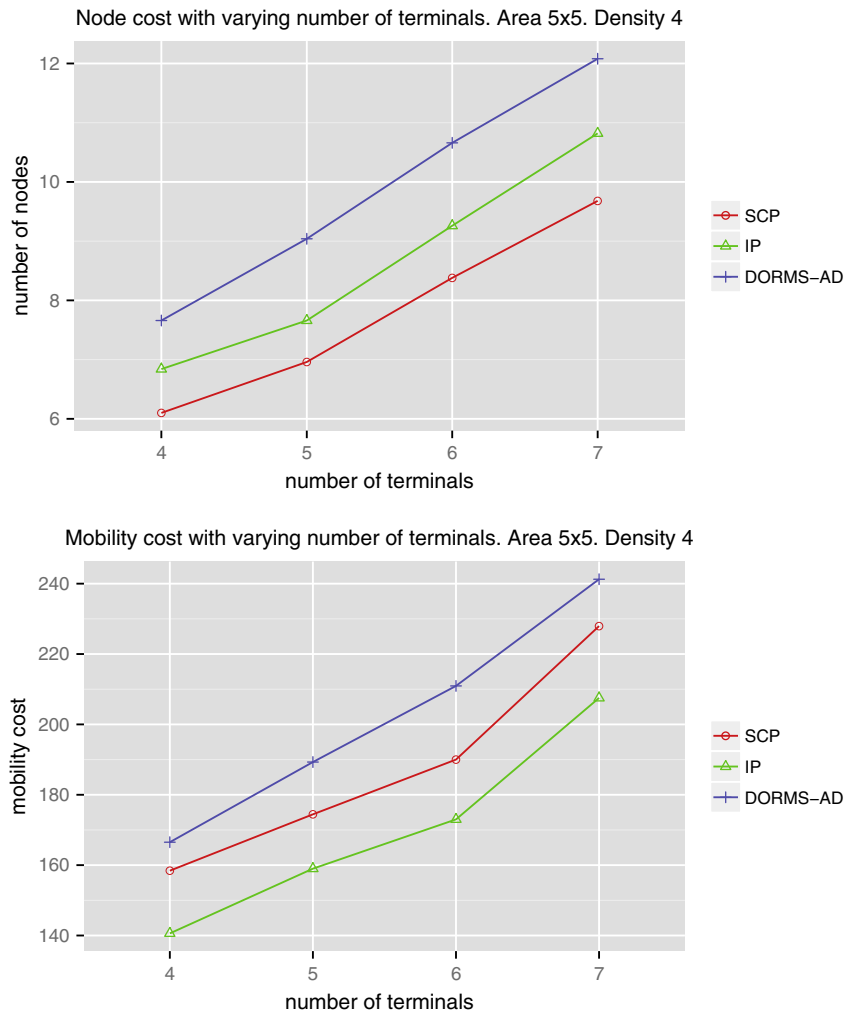 Node cost with varying number of terminals. Area 5x5. Density 4
12
10
8
6
number of nodes
4 5 6 7
number of terminals
SCP
IP
DORMS−AD
Mobility cost with varying number of terminals. Area 5x5. Density 4
240
220
200
180
160
140
mobility cost
4 5 6 7
number of terminals
SCP
IP
DORMS−AD